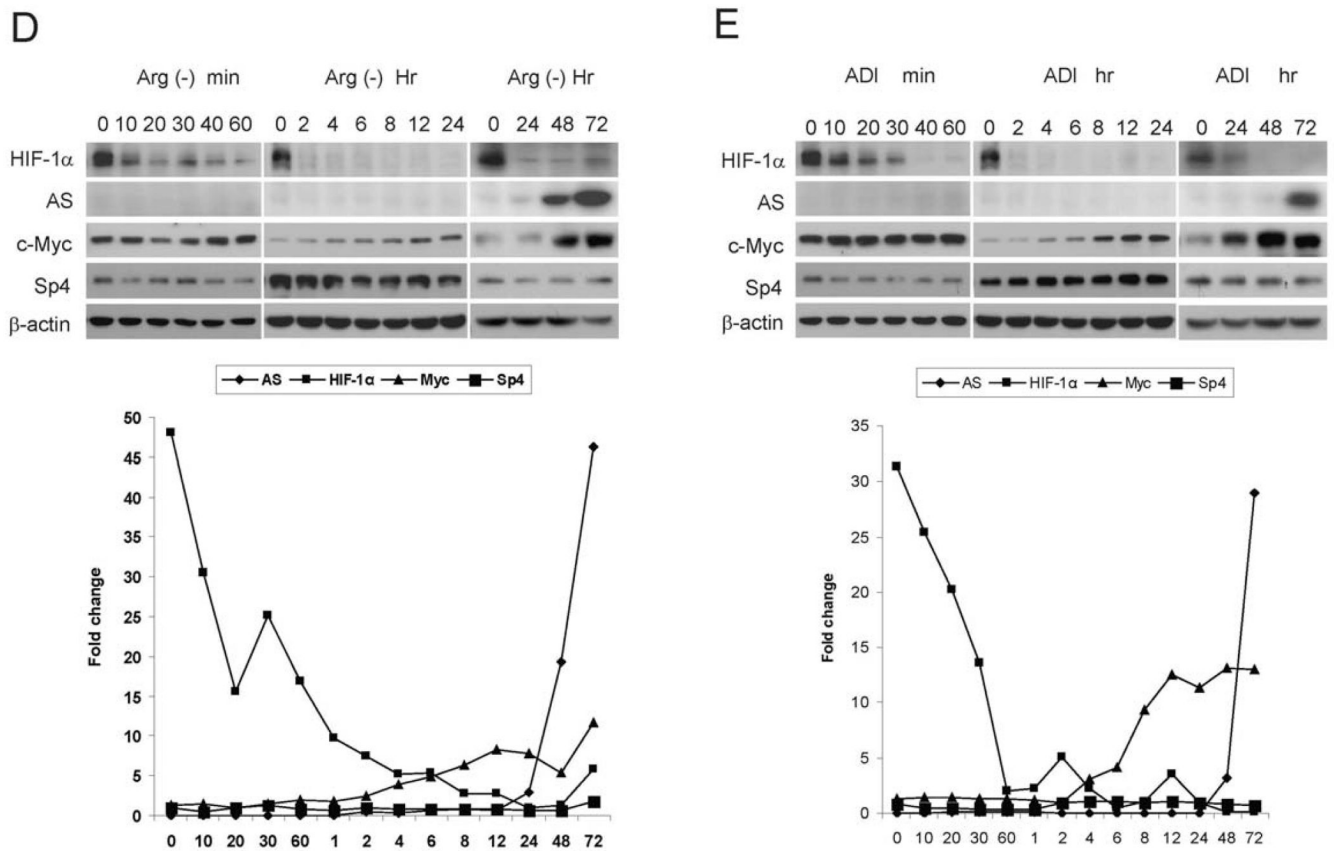 D
Arg (-) min Arg (-) Hr Arg (-) Hr
0 10 20 30 40 60 0 2 4 6 8 12 24 0 24 48 72
HIF-1α
AS
c-Myc
Sp4
β-actin
AS HIF-1α Myc Sp4
Fold change
50
45
40
35
30
25
20
15
10
5
0
0 10 20 30 60 1 2 4 6 8 12 24 48 72
E
ADI min ADI hr ADI hr
0 10 20 30 40 60 0 2 4 6 8 12 24 0 24 48 72
HIF-1α
AS
c-Myc
Sp4
β-actin
AS HIF-1α Myc Sp4
Fold change
35
30
25
20
15
10
5
0
0 10 20 30 60 1 2 4 6 8 12 24 48 72